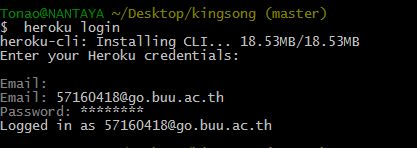 Tonao@NANTAYA ~/Desktop/kingsong (master)
$  heroku login
heroku-cli: Installing CLI... 18.53MB/18.53MB
Enter your Heroku credentials:
Email:
Email: 57160418@go.buu.ac.th
Password: ********
Logged in as 57160418@go.buu.ac.th